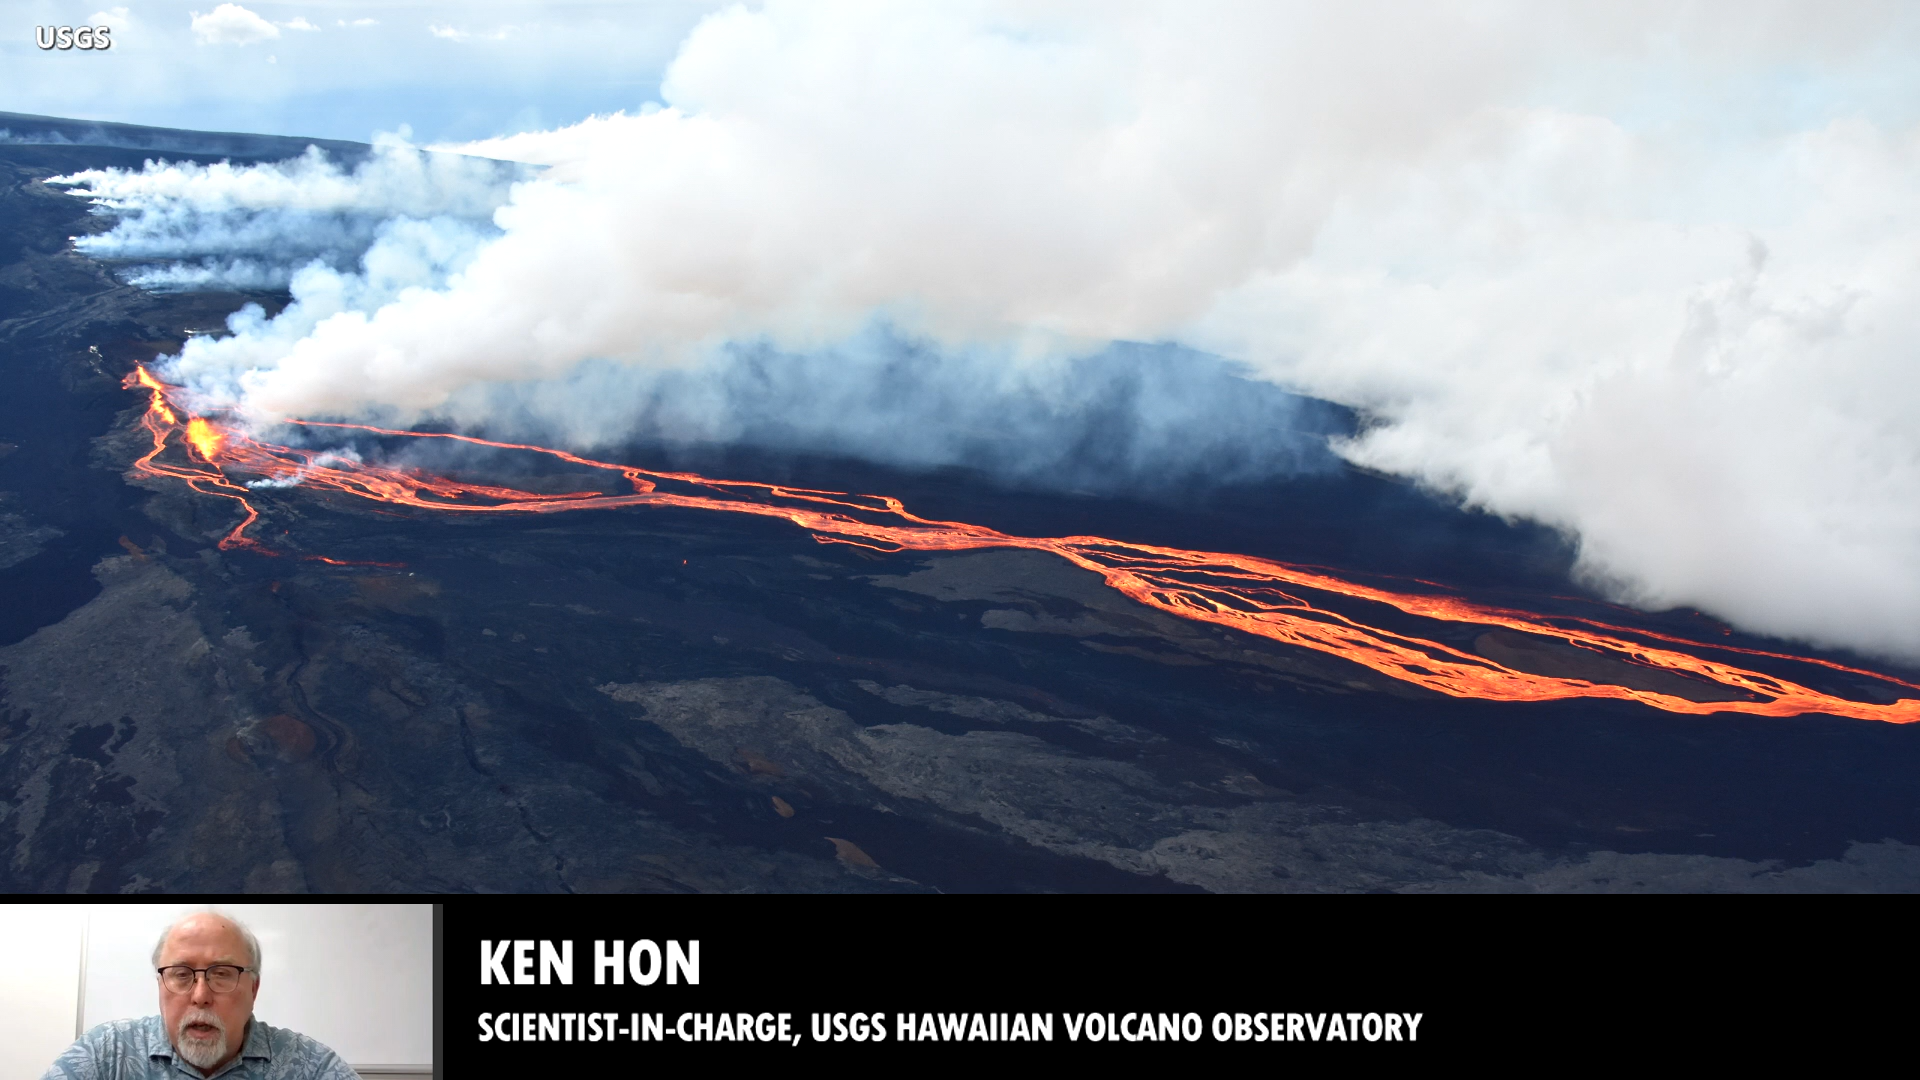 USGS
KEN HON
SCIENTIST-IN-CHARGE, USGS HAWAIIAN VOLCANO OBSERVATORY